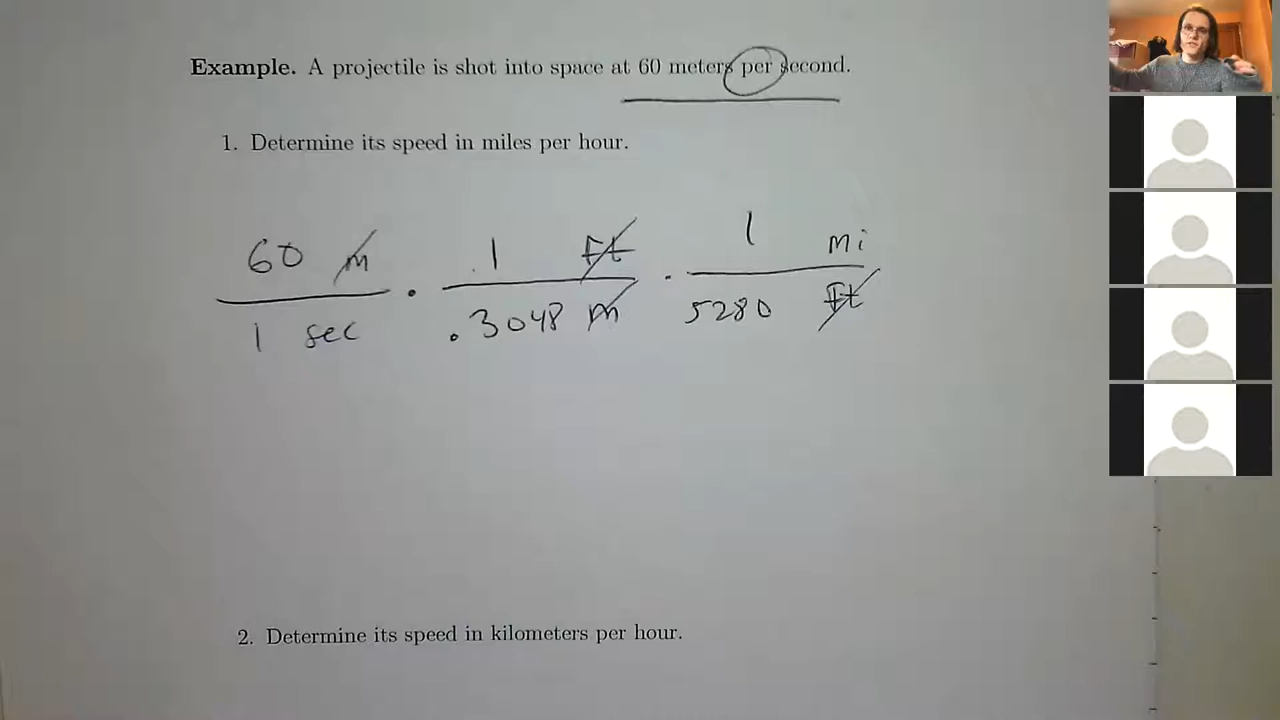 Example. A projectile is shot into space at 60 meters per second.
1. Determine its speed in miles per hour.
60 m / 1 sec · 1 ft / .3048 m · 1 mi / 5280 ft
2. Determine its speed in kilometers per hour.